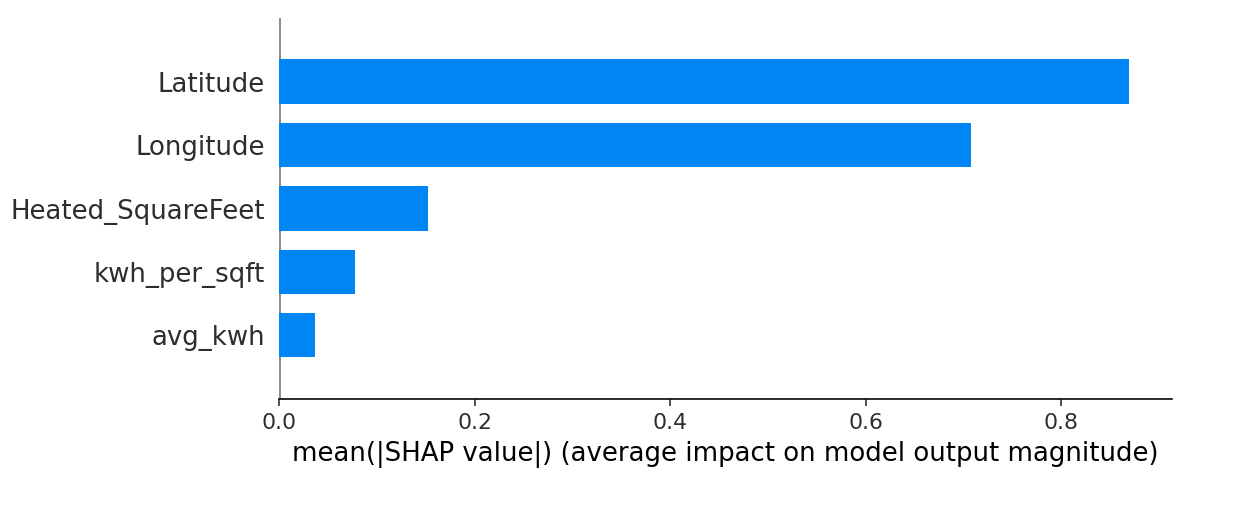 Latitude
Longitude
Heated_SquareFeet
kwh_per_sqft
avg_kwh
0.0 0.2 0.4 0.6 0.8
mean(|SHAP value|) (average impact on model output magnitude)